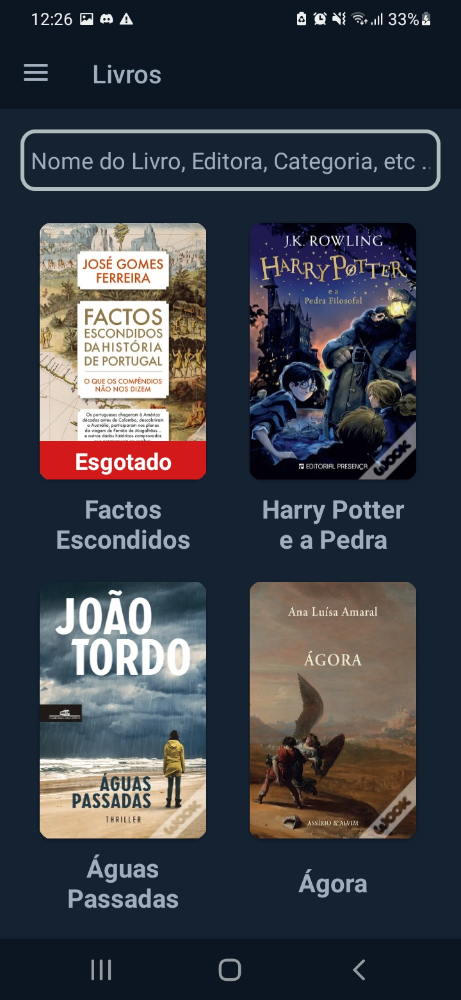 12:26
33%
Livros
Nome do Livro, Editora, Categoria, etc ..
JOSÉ GOMES
FERREIRA
FACTOS
ESCONDIDOS
DA HISTÓRIA
DE PORTUGAL
O QUE OS COMPÊNDIOS
NÃO NOS DIZEM
Os portugueses chegaram à América
décadas antes de Colombo, descobriram
a Austrália, participaram nos planos
da viagem de Fernão de Magalhães...
e outros dados históricos comprovados
Esgotado
Factos
Escondidos
J.K. ROWLING
HARRY POTTER
e a
Pedra Filosofal
EDITORIAL PRESENÇA
WOOK
Harry Potter
e a Pedra
JOÃO
TORDO
COMPANHIA DAS LETRAS
ÁGUAS
PASSADAS
THRILLER
WOOK
Águas
Passadas
Ana Luísa Amaral
ÁGORA
ASSÍRIO & ALVIM
WOOK
Ágora